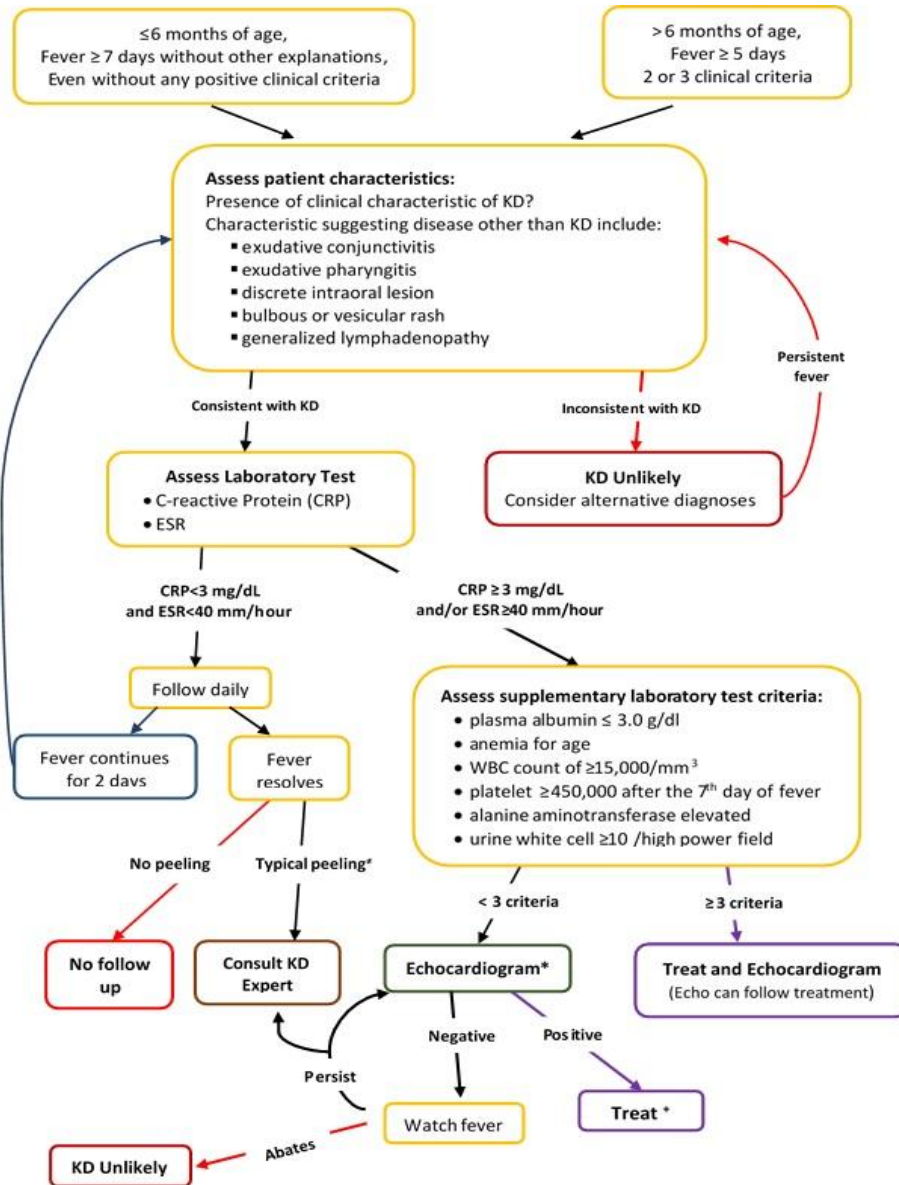 ≤6 months of age,
Fever ≥ 7 days without other explanations,
Even without any positive clinical criteria
>6 months of age,
Fever ≥ 5 days
2 or 3 clinical criteria
Assess patient characteristics:
Presence of clinical characteristic of KD?
Characteristic suggesting disease other than KD include:
▪ exudative conjunctivitis
▪ exudative pharyngitis
▪ discrete intraoral lesion
▪ bulbous or vesicular rash
▪ generalized lymphadenopathy
Persistent
fever
Consistent with KD
Inconsistent with KD
Assess Laboratory Test
• C-reactive Protein (CRP)
• ESR
KD Unlikely
Consider alternative diagnoses
CRP<3 mg/dL
and ESR<40 mm/hour
CRP ≥ 3 mg/dL
and/or ESR≥40 mm/hour
Follow daily
Fever continues
for 2 days
Fever
resolves
Assess supplementary laboratory test criteria:
• plasma albumin ≤ 3.0 g/dl
• anemia for age
• WBC count of ≥15,000/mm³
• platelet ≥450,000 after the 7th day of fever
• alanine aminotransferase elevated
• urine white cell ≥10 /high power field
No peeling
Typical peeling≠
< 3 criteria
≥3 criteria
No follow
up
Consult KD
Expert
Echocardiogram*
Treat and Echocardiogram
(Echo can follow treatment)
Negative
Positive
Persist
Watch fever
Treat +
Abates
KD Unlikely